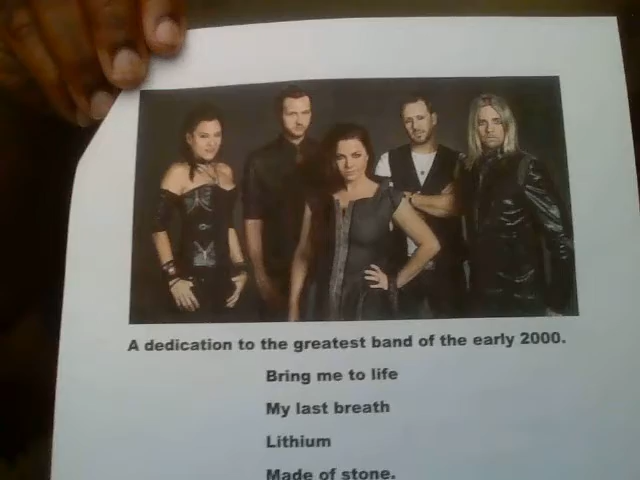 A dedication to the greatest band of the early 2000.
Bring me to life
My last breath
Lithium
Made of stone.